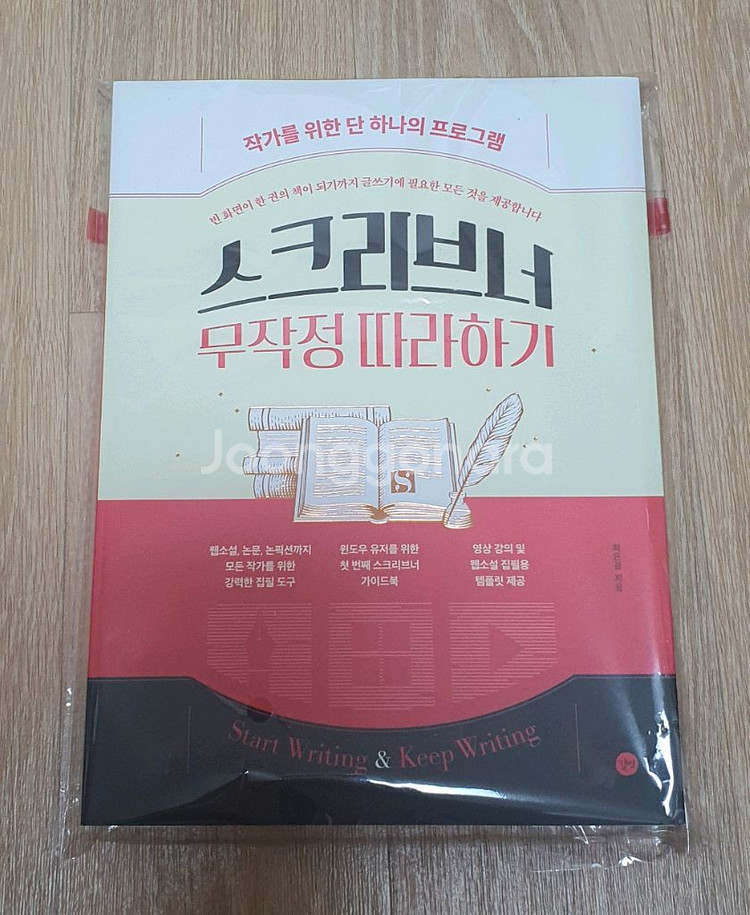 작가를 위한 단 하나의 프로그램
빈 화면이 한 권의 책이 되기까지 글쓰기에 필요한 모든 것을 제공합니다
스크리브너
무작정 따라하기
Joonggonara
S
웹소설, 논문, 논픽션까지
모든 작가를 위한
강력한 집필 도구
윈도우 유저를 위한
첫 번째 스크리브너
가이드북
영상 강의 및
웹소설 집필용
템플릿 제공
지음
Start Writing & Keep Writing
길벗